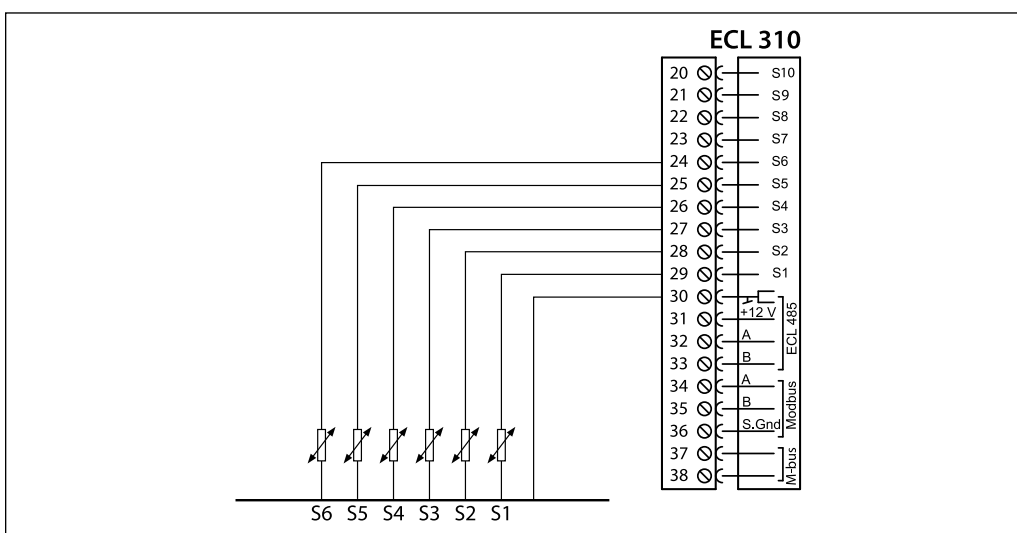 ECL 310
20 S10
21 S9
22 S8
23 S7
24 S6
25 S5
26 S4
27 S3
28 S2
29 S1
30
31 +12 V
32 A
33 B
ECL 485
34 A
35 B
36 S.Gnd
Modbus
37
38
M-bus
S6 S5 S4 S3 S2 S1